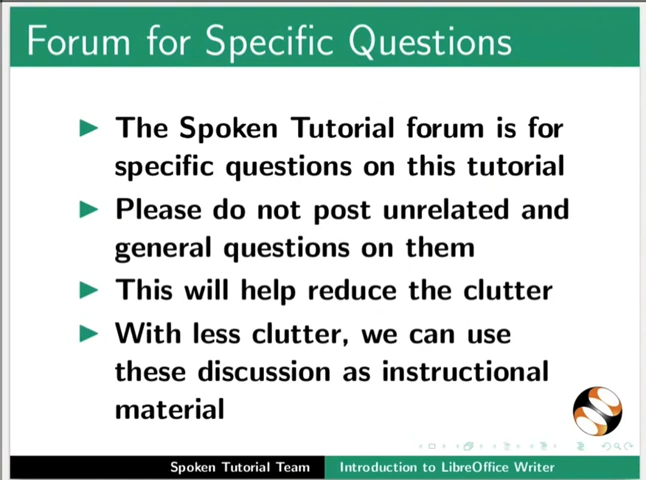 Forum for Specific Questions
The Spoken Tutorial forum is for
specific questions on this tutorial
Please do not post unrelated and
general questions on them
This will help reduce the clutter
With less clutter, we can use
these discussion as instructional
material
Spoken Tutorial Team Introduction to LibreOffice Writer